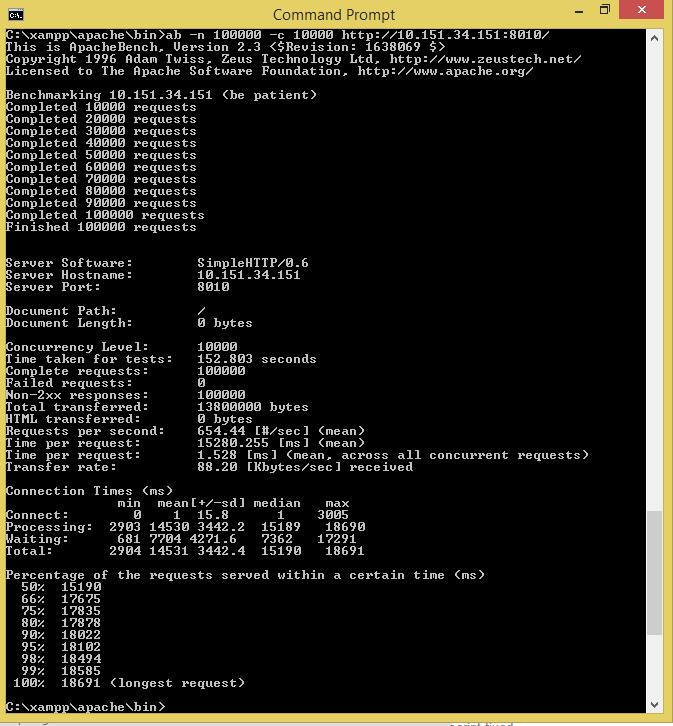 Command Prompt
C:\xampp\apache\bin>ab -n 100000 -c 10000 http://10.151.34.151:8010/
This is ApacheBench, Version 2.3 <$Revision: 1638069 $>
Copyright 1996 Adam Twiss, Zeus Technology Ltd, http://www.zeustech.net/
Licensed to The Apache Software Foundation, http://www.apache.org/
Benchmarking 10.151.34.151 (be patient)
Completed 10000 requests
Completed 20000 requests
Completed 30000 requests
Completed 40000 requests
Completed 50000 requests
Completed 60000 requests
Completed 70000 requests
Completed 80000 requests
Completed 90000 requests
Completed 100000 requests
Finished 100000 requests
Server Software: SimpleHTTP/0.6
Server Hostname: 10.151.34.151
Server Port: 8010
Document Path: /
Document Length: 0 bytes
Concurrency Level: 10000
Time taken for tests: 152.803 seconds
Complete requests: 100000
Failed requests: 0
Non-2xx responses: 100000
Total transferred: 13800000 bytes
HTML transferred: 0 bytes
Requests per second: 654.44 [#/sec] (mean)
Time per request: 15280.255 [ms] (mean)
Time per request: 1.528 [ms] (mean, across all concurrent requests)
Transfer rate: 88.20 [Kbytes/sec] received
Connection Times (ms)
min mean[+/-sd] median max
Connect: 0 1 15.8 1 3005
Processing: 2903 14530 3442.2 15189 18690
Waiting: 681 7704 4271.6 7362 17291
Total: 2904 14531 3442.4 15190 18691
Percentage of the requests served within a certain time (ms)
50% 15190
66% 17675
75% 17835
80% 17878
90% 18022
95% 18102
98% 18494
99% 18585
100% 18691 (longest request)
C:\xampp\apache\bin>